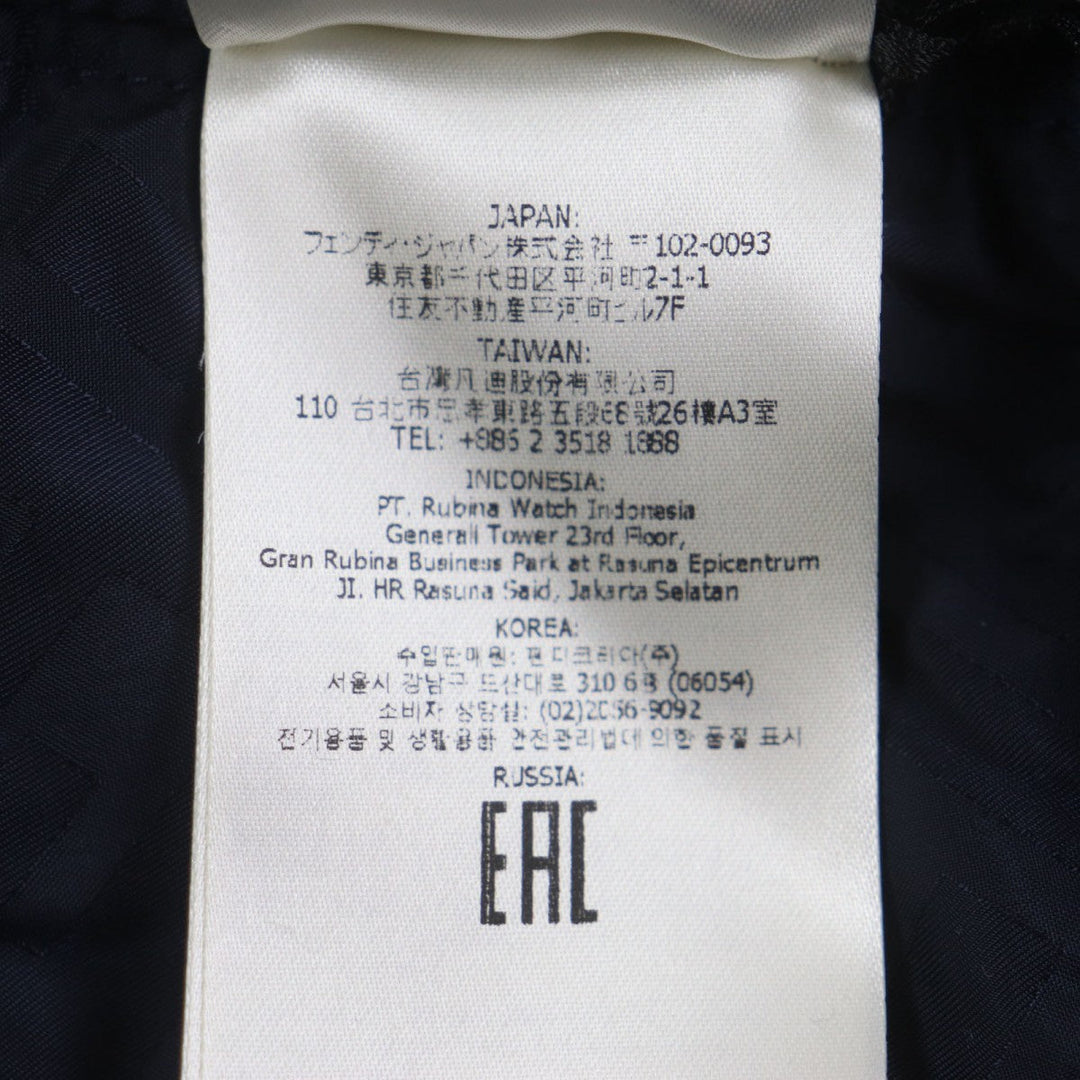 JAPAN:
フェンディ・ジャパン株式会社 〒102-0093
東京都千代田区平河町2-1-1
住友不動産平河町ビル7F
TAIWAN:
台灣凡迪股份有限公司
110 台北市忠孝東路五段68號26樓A3室
TEL: +886 2 3518 1888
INDONESIA:
PT. Rubina Watch Indonesia
Generali Tower 23rd Floor,
Gran Rubina Business Park at Rasuna Epicentrum
Jl. HR Rasuna Said, Jakarta Selatan
KOREA:
수입판매원: 펜디코리아(주)
서울시 강남구 도산대로 310 6층 (06054)
소비자 상담실: (02)2056-9092
전기용품 및 생활용품 안전관리법에 의한 품질 표시
RUSSIA:
EAC